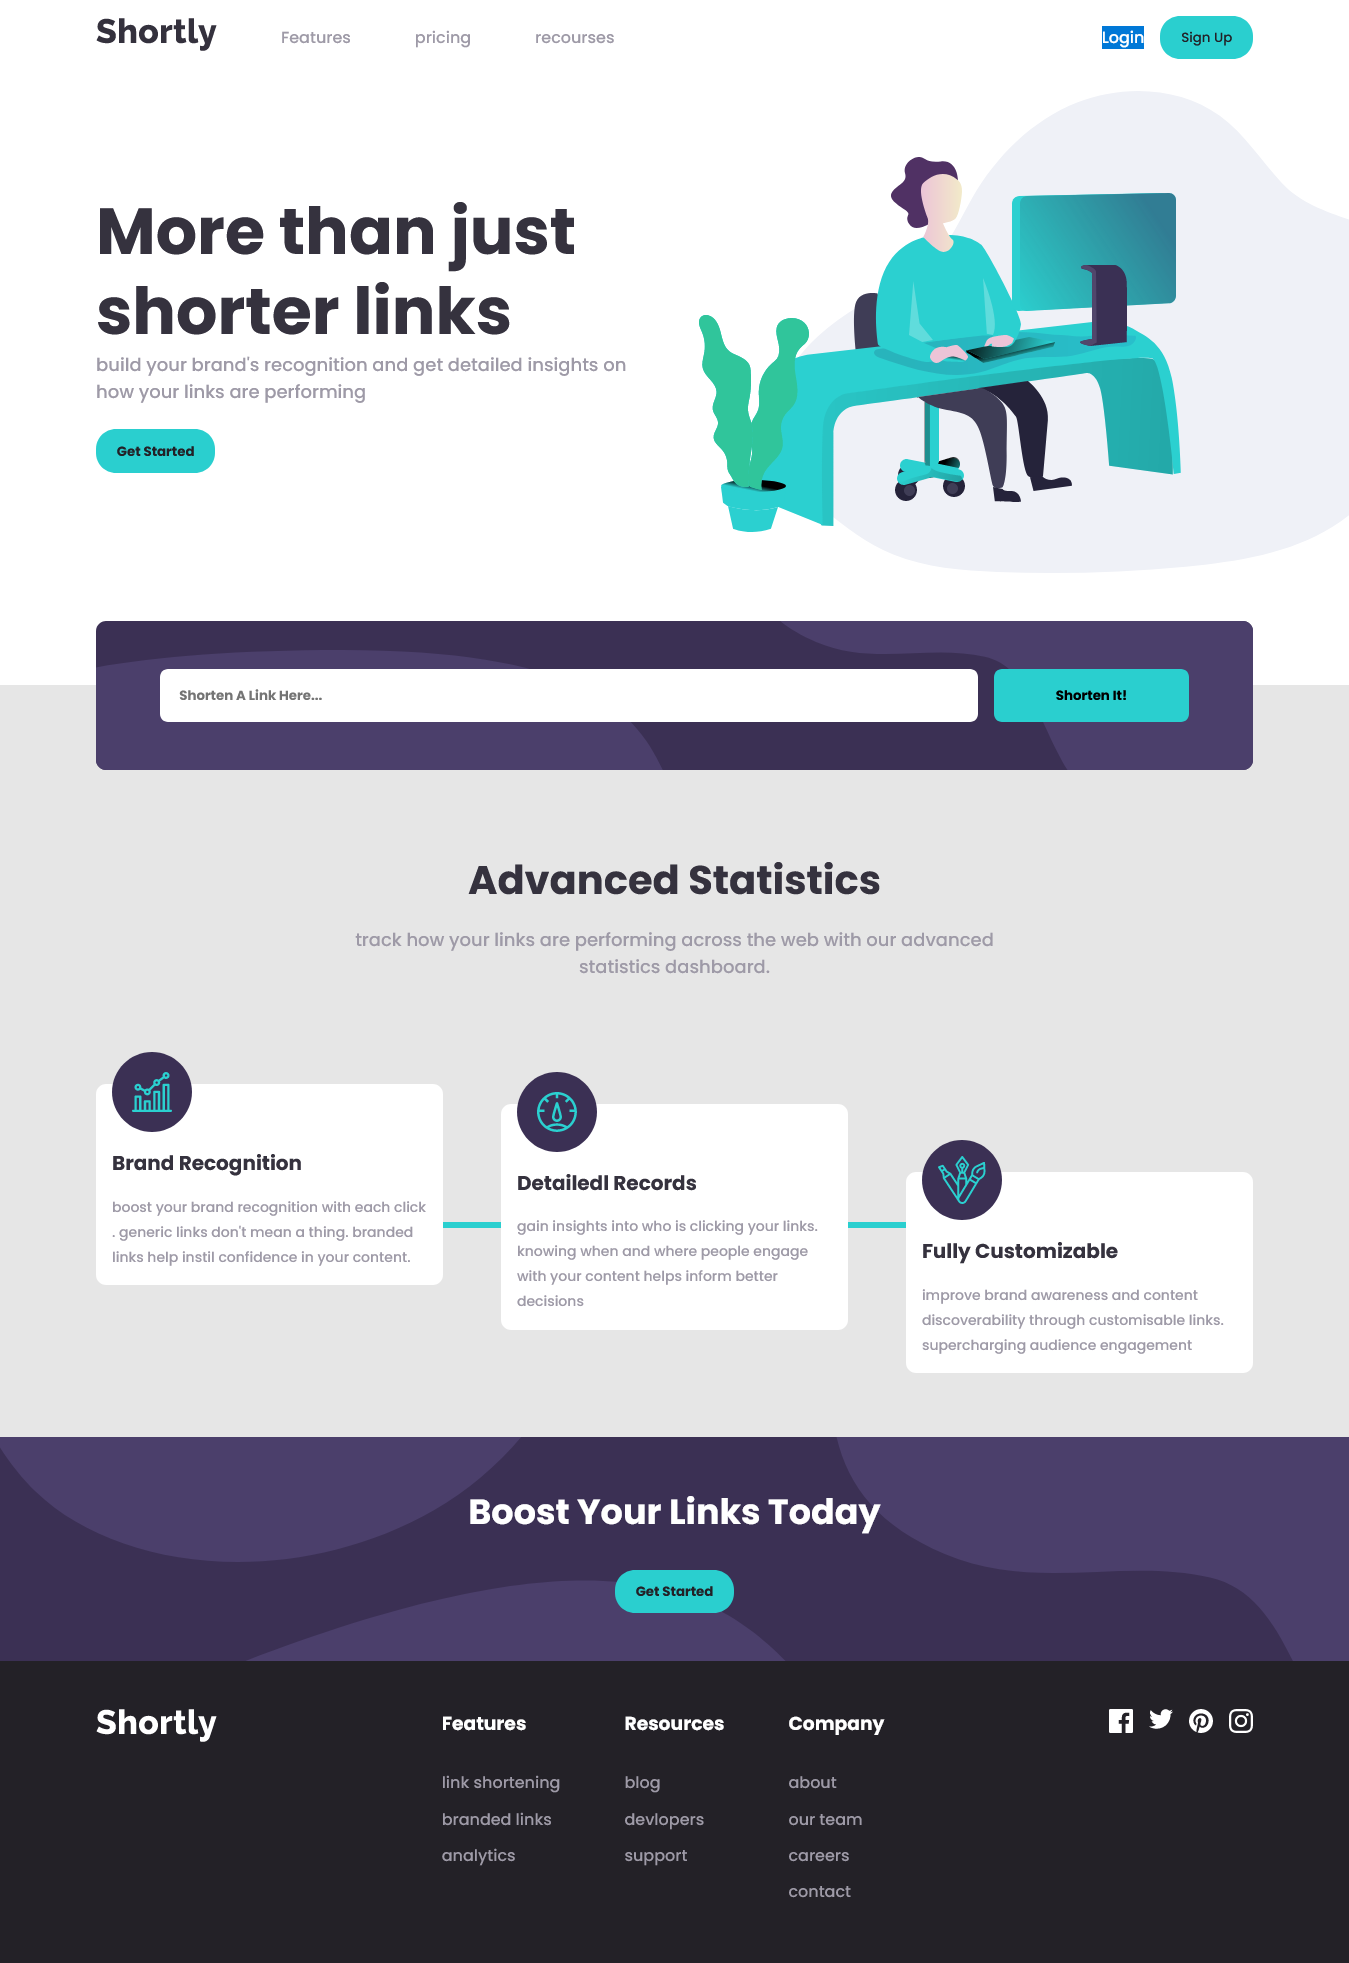 Shortly
Features
pricing
recourses
Login
Sign Up
More than just
shorter links
build your brand's recognition and get detailed insights on
how your links are performing
Get Started
Shorten A Link Here...
Shorten It!
Advanced Statistics
track how your links are performing across the web with our advanced
statistics dashboard.
Brand Recognition
boost your brand recognition with each click
. generic links don't mean a thing. branded
links help instil confidence in your content.
Detailedl Records
gain insights into who is clicking your links.
knowing when and where people engage
with your content helps inform better
decisions
Fully Customizable
improve brand awareness and content
discoverability through customisable links.
supercharging audience engagement
Boost Your Links Today
Get Started
Shortly
Features
link shortening
branded links
analytics
Resources
blog
devlopers
support
Company
about
our team
careers
contact